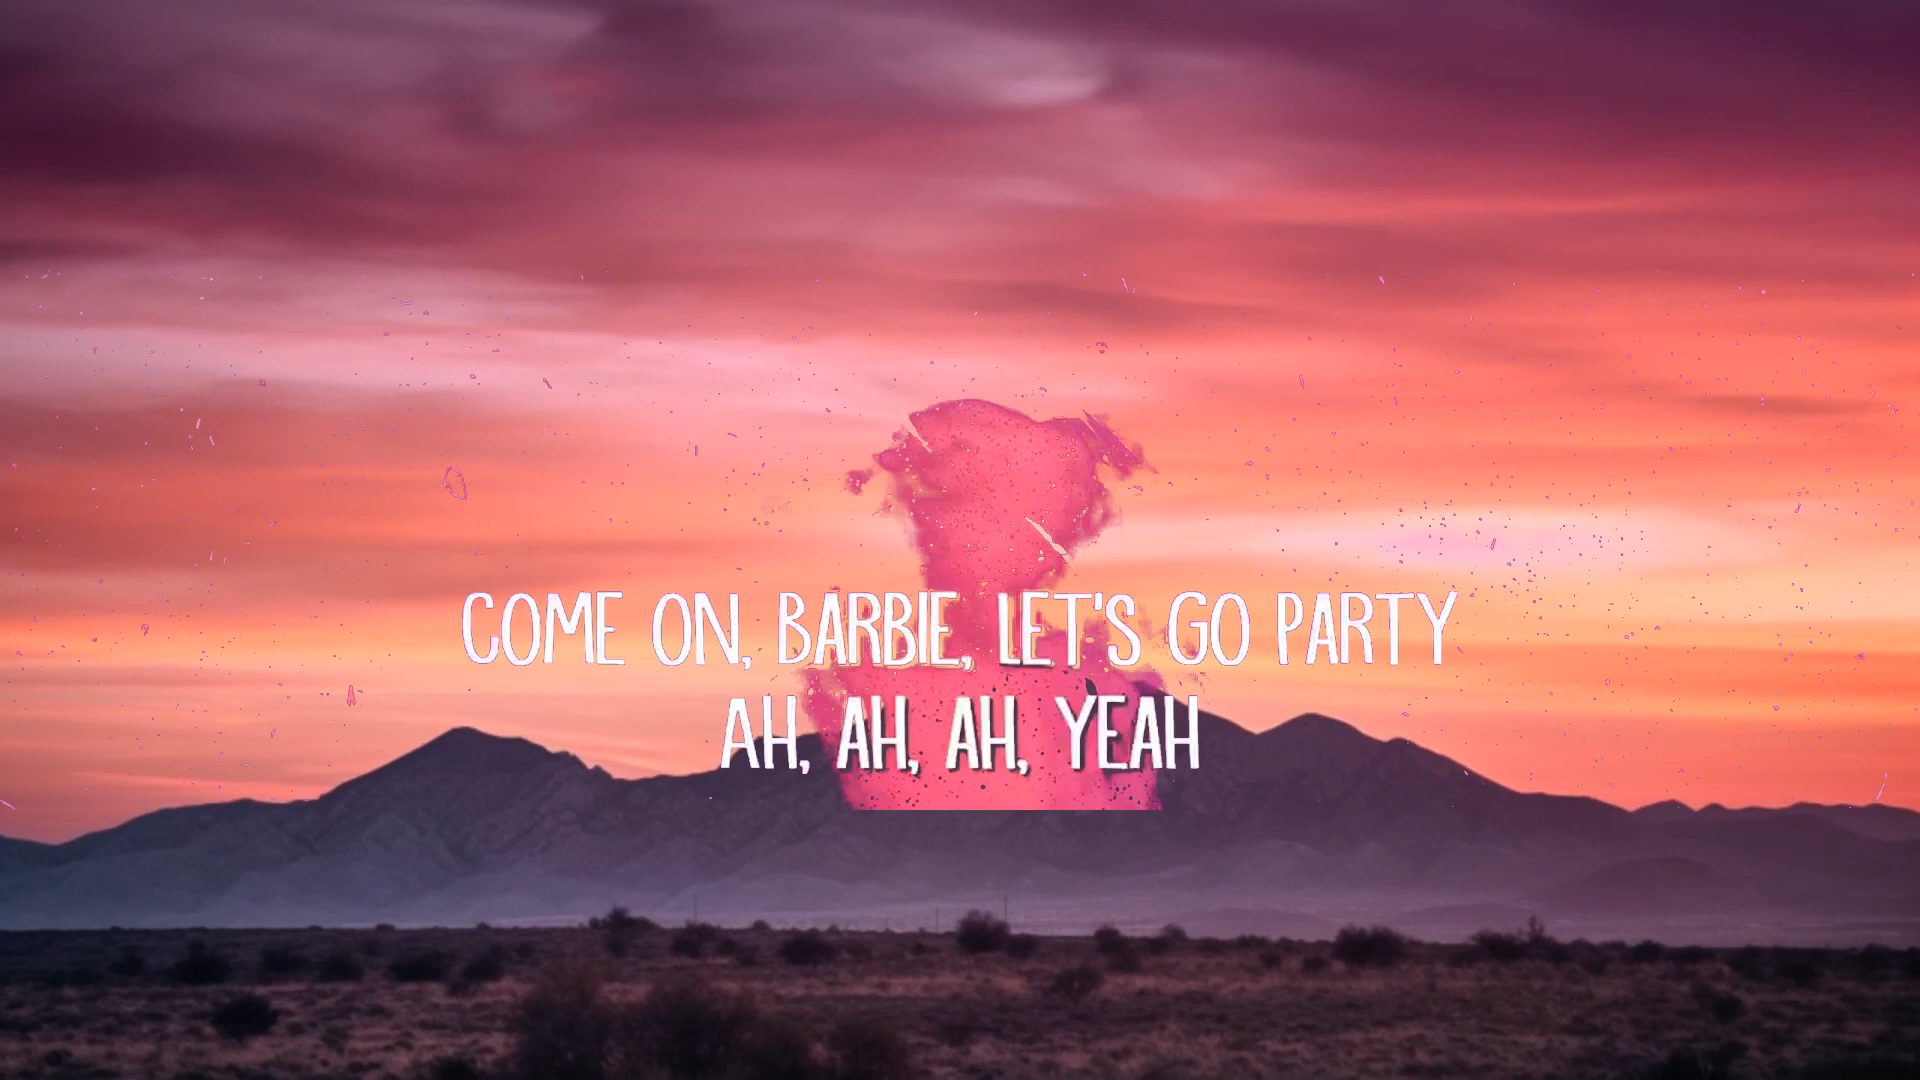 COME ON, BARBIE, LET'S GO PARTY
AH, AH, AH, YEAH